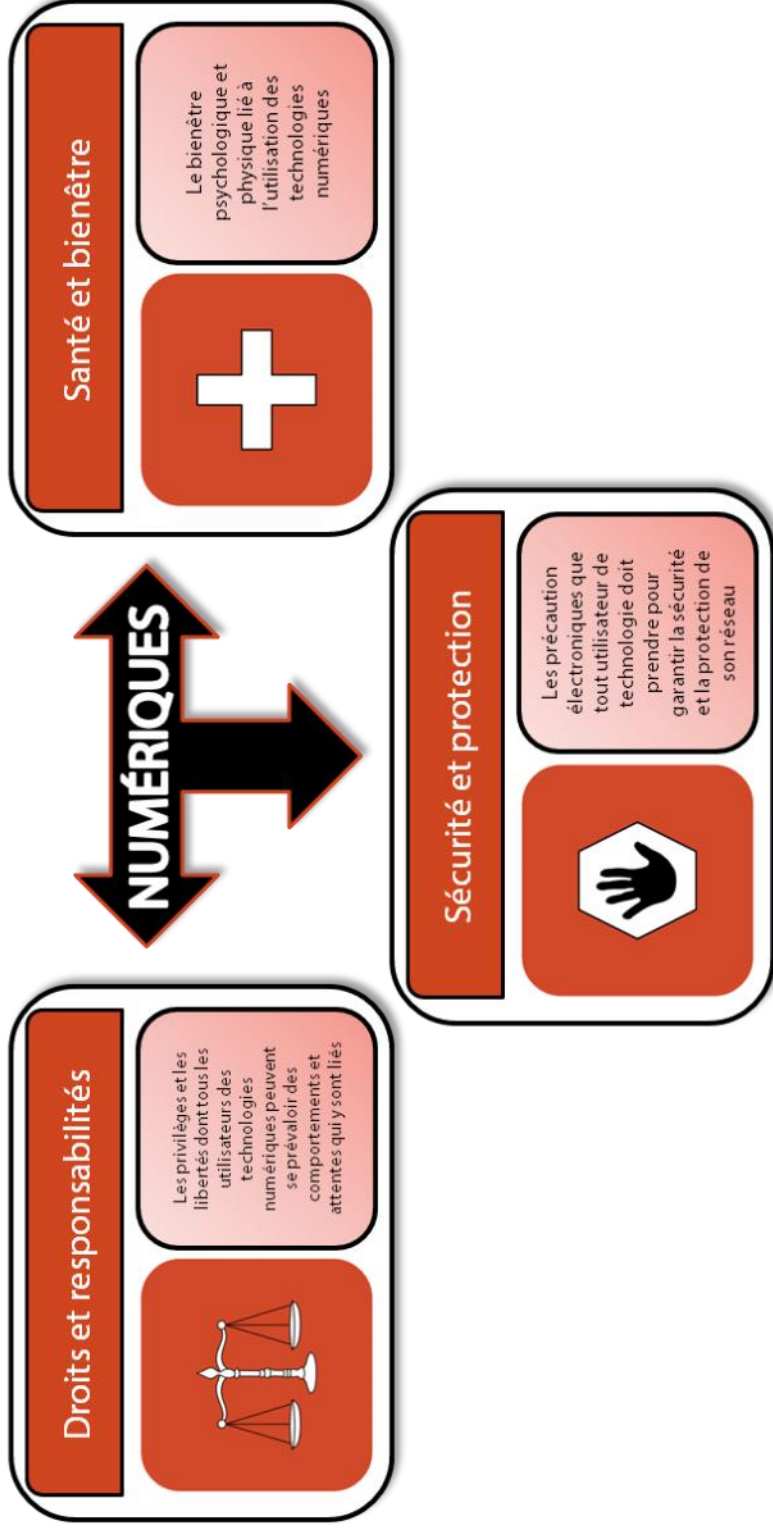 Droits et responsabilités
Les privilèges et les
libertés dont tous les
utilisateurs des
technologies
numériques peuvent
se prévaloir des
comportements et
attentes qui y sont liés
NUMÉRIQUES
Santé et bienêtre
Le bienêtre
psychologique et
physique lié à
l'utilisation des
technologies
numériques
Sécurité et protection
Les précaution
électroniques que
tout utilisateur de
technologie doit
prendre pour
garantir la sécurité
et la protection de
son réseau